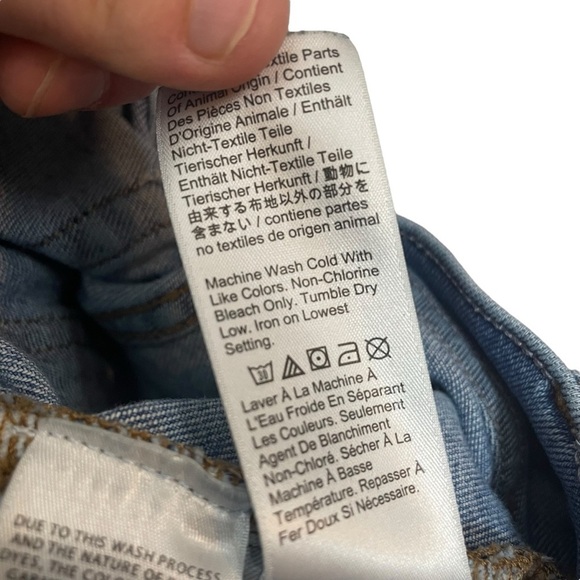 xtile Parts
Of Animal Origin / Contient
Des Pièces Non Textiles
D'Origine Animale / Enthält
Nicht-Textile Teile
Tierischer Herkunft /
Enthält Nicht-Textile Teile
Tierischer Herkunft / 動物に
由来する布地以外の部分を
含まない / contiene partes
no textiles de origen animal
Machine Wash Cold With
Like Colors. Non-Chlorine
Bleach Only. Tumble Dry
Low. Iron on Lowest
Setting.
30
Laver À La Machine À
L'Eau Froide En Séparant
Les Couleurs. Seulement
Agent De Blanchiment
Non-Chloré. Sécher À La
Machine À Basse
Température. Repasser À
Fer Doux Si Nécessaire.
DUE TO THIS WASH PROCESS
AND THE NATURE OF
DYES, THE